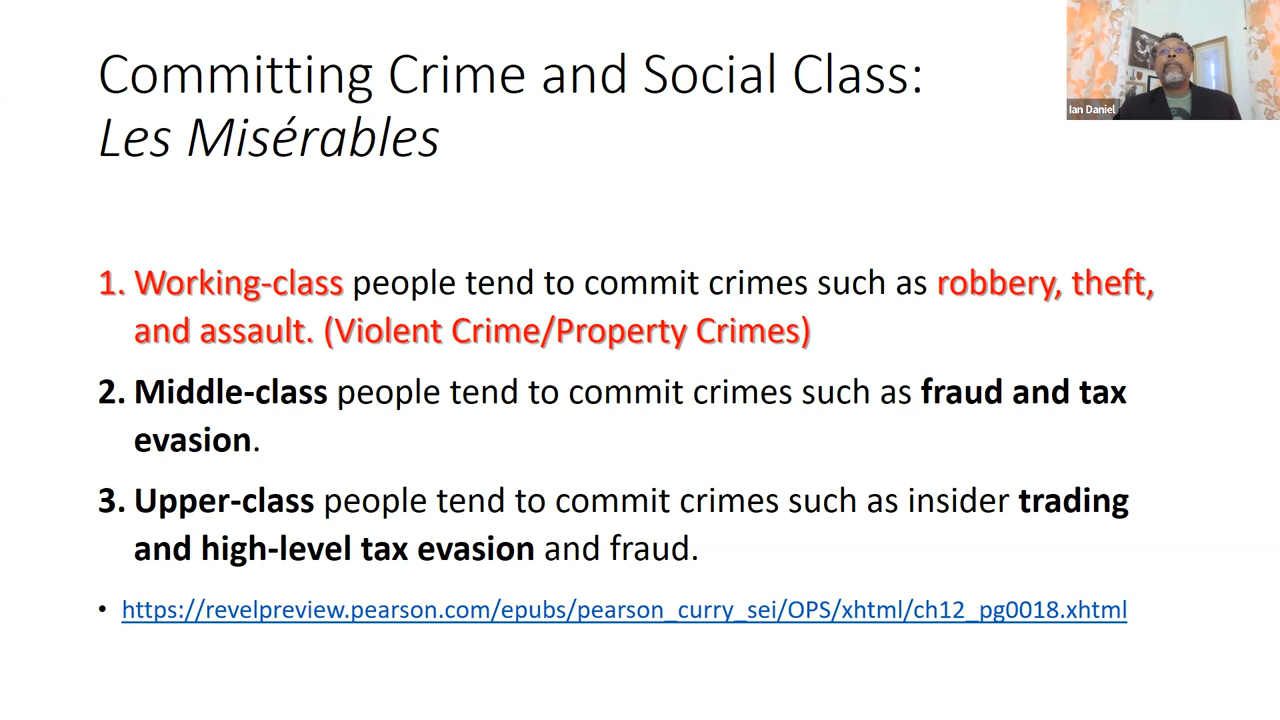 Committing Crime and Social Class:
Les Misérables
Ian Daniel
1. Working-class people tend to commit crimes such as robbery, theft,
and assault. (Violent Crime/Property Crimes)
2. Middle-class people tend to commit crimes such as fraud and tax
evasion.
3. Upper-class people tend to commit crimes such as insider trading
and high-level tax evasion and fraud.
• https://revelpreview.pearson.com/epubs/pearson_curry_sei/OPS/xhtml/ch12_pg0018.xhtml